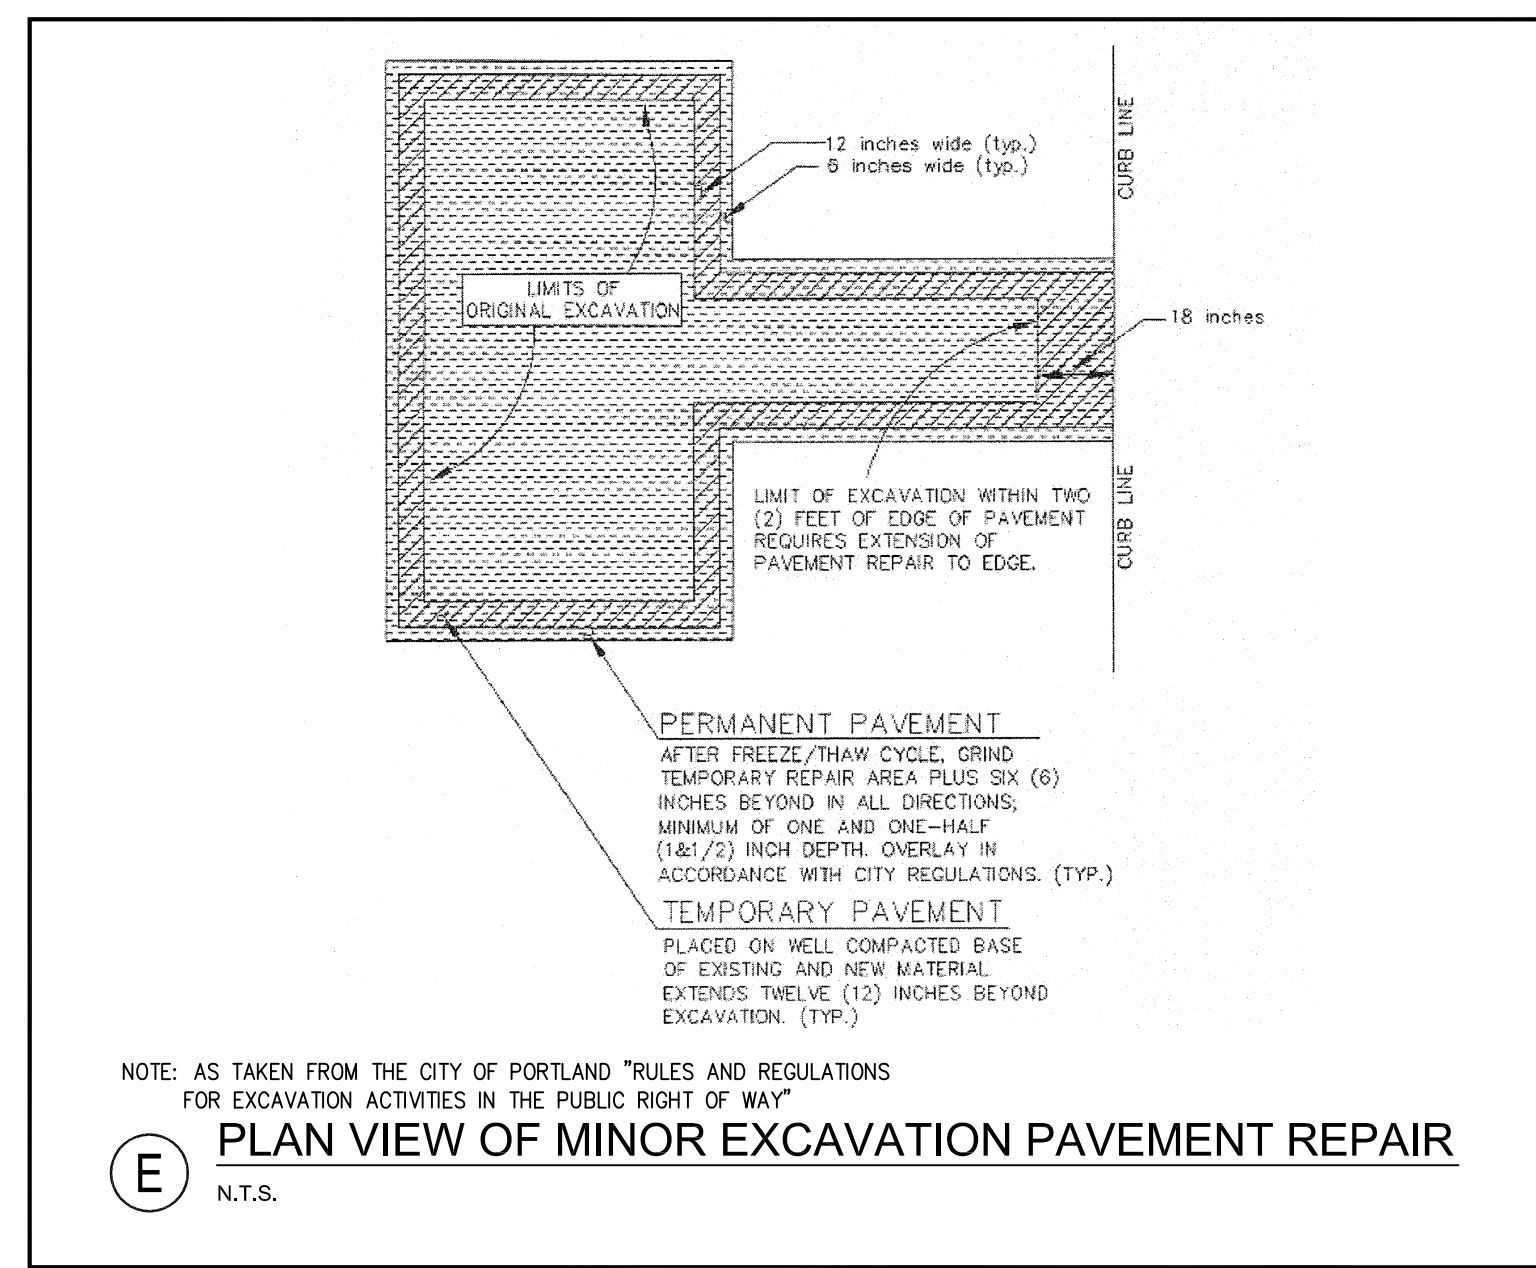 12 inches wide (typ.)
6 inches wide (typ.)
CURB LINE
LIMITS OF
ORIGINAL EXCAVATION
18 inches
LIMIT OF EXCAVATION WITHIN TWO
(2) FEET OF EDGE OF PAVEMENT
REQUIRES EXTENSION OF
PAVEMENT REPAIR TO EDGE.
CURB LINE
PERMANENT PAVEMENT
AFTER FREEZE/THAW CYCLE, GRIND
TEMPORARY REPAIR AREA PLUS SIX (6)
INCHES BEYOND IN ALL DIRECTIONS;
MINIMUM OF ONE AND ONE-HALF
(1&1/2) INCH DEPTH. OVERLAY IN
ACCORDANCE WITH CITY REGULATIONS. (TYP.)
TEMPORARY PAVEMENT
PLACED ON WELL COMPACTED BASE
OF EXISTING AND NEW MATERIAL
EXTENDS TWELVE (12) INCHES BEYOND
EXCAVATION. (TYP.)
NOTE: AS TAKEN FROM THE CITY OF PORTLAND "RULES AND REGULATIONS
FOR EXCAVATION ACTIVITIES IN THE PUBLIC RIGHT OF WAY"
E
PLAN VIEW OF MINOR EXCAVATION PAVEMENT REPAIR
N.T.S.